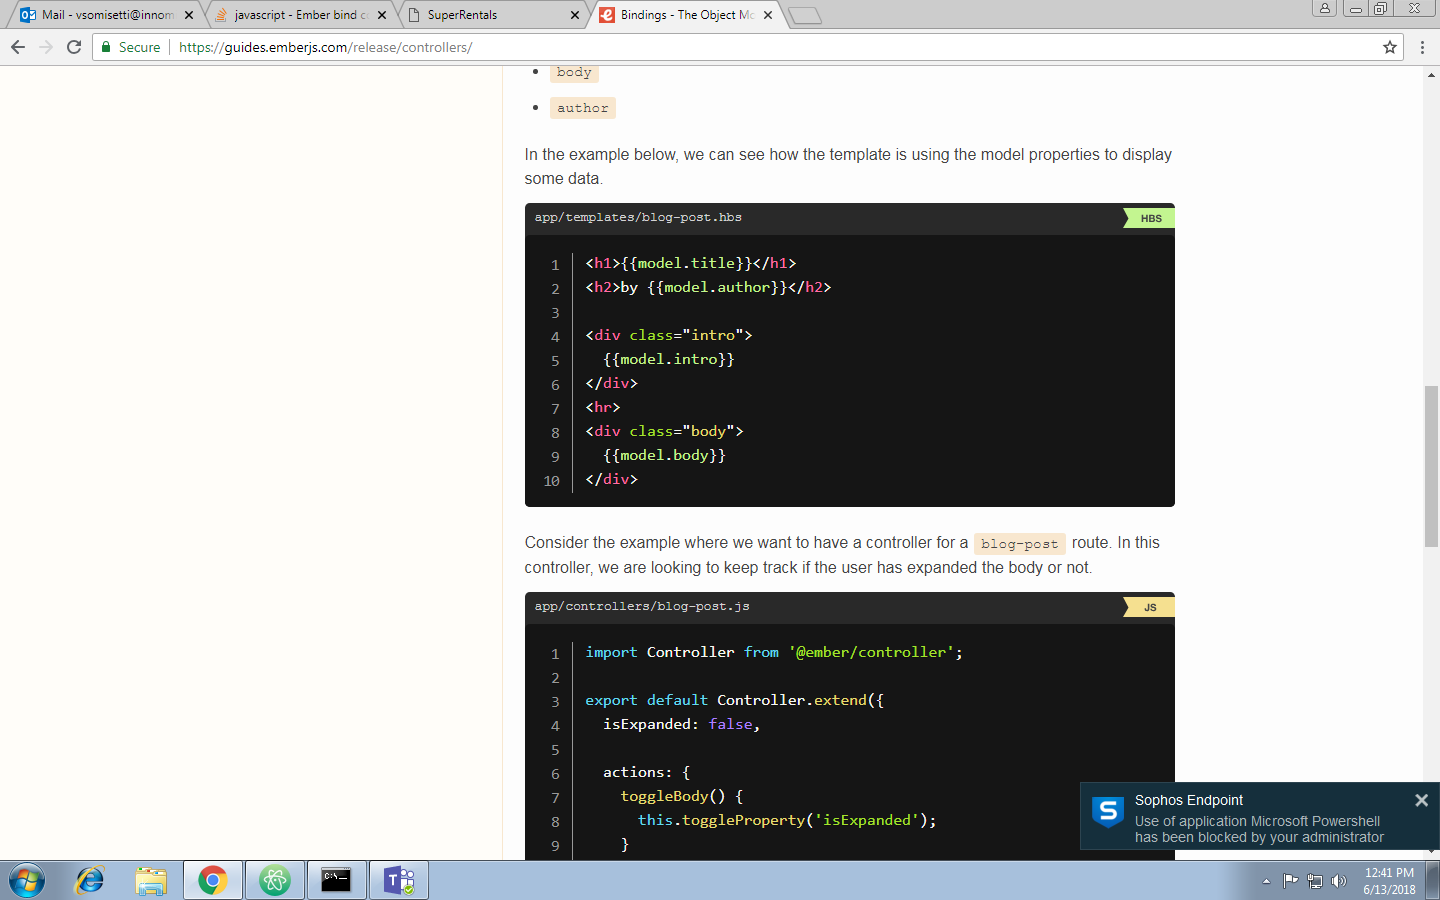 Mail - vsomisetti@innom
javascript - Ember bind co
SuperRentals
Bindings - The Object Mo
Secure https://guides.emberjs.com/release/controllers/
body
author
In the example below, we can see how the template is using the model properties to display
some data.
app/templates/blog-post.hbs HBS
1 <h1>{{model.title}}</h1>
2 <h2>by {{model.author}}</h2>
3
4 <div class="intro">
5 {{model.intro}}
6 </div>
7 <hr>
8 <div class="body">
9 {{model.body}}
10 </div>
Consider the example where we want to have a controller for a blog-post route. In this
controller, we are looking to keep track if the user has expanded the body or not.
app/controllers/blog-post.js JS
1 import Controller from '@ember/controller';
2
3 export default Controller.extend({
4 isExpanded: false,
5
6 actions: {
7 toggleBody() {
8 this.toggleProperty('isExpanded');
9 }
Sophos Endpoint
Use of application Microsoft Powershell
has been blocked by your administrator
12:41 PM
6/13/2018